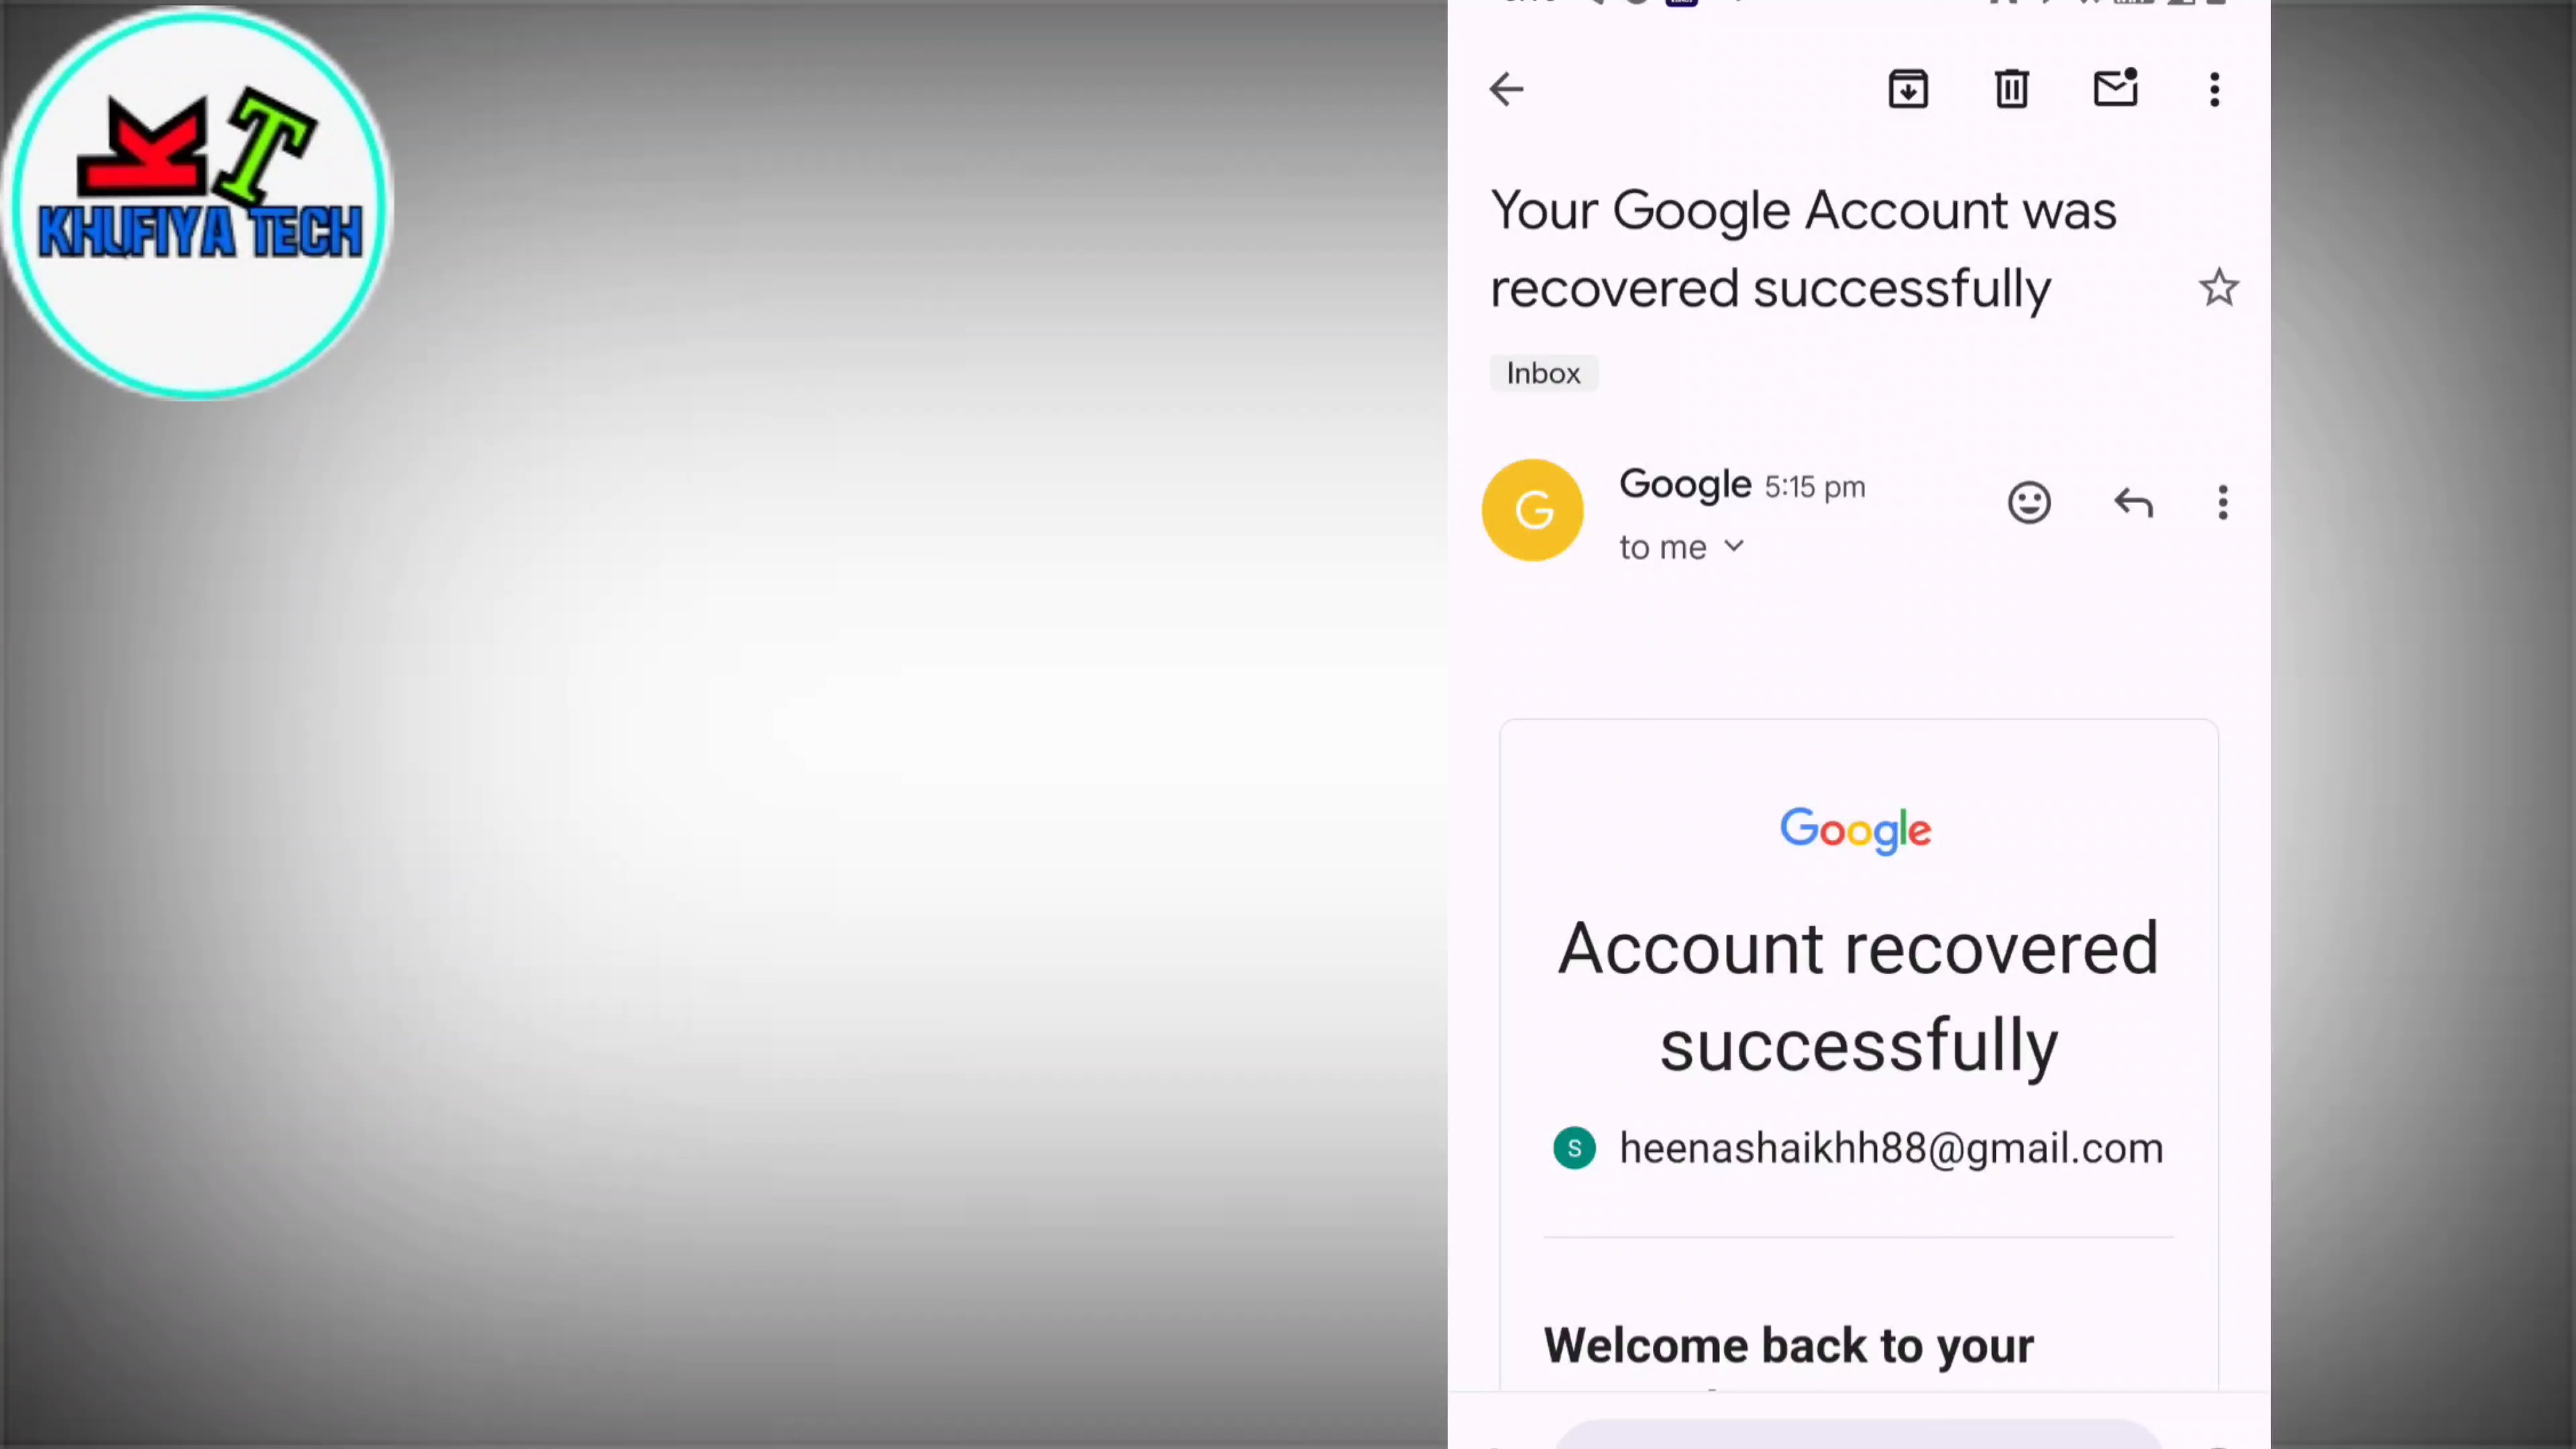 KT
KHUFIYA TECH
Your Google Account was
recovered successfully
Inbox
G
Google 5:15 pm
to me
Google
Account recovered
successfully
S heenashaikhh88@gmail.com
Welcome back to your